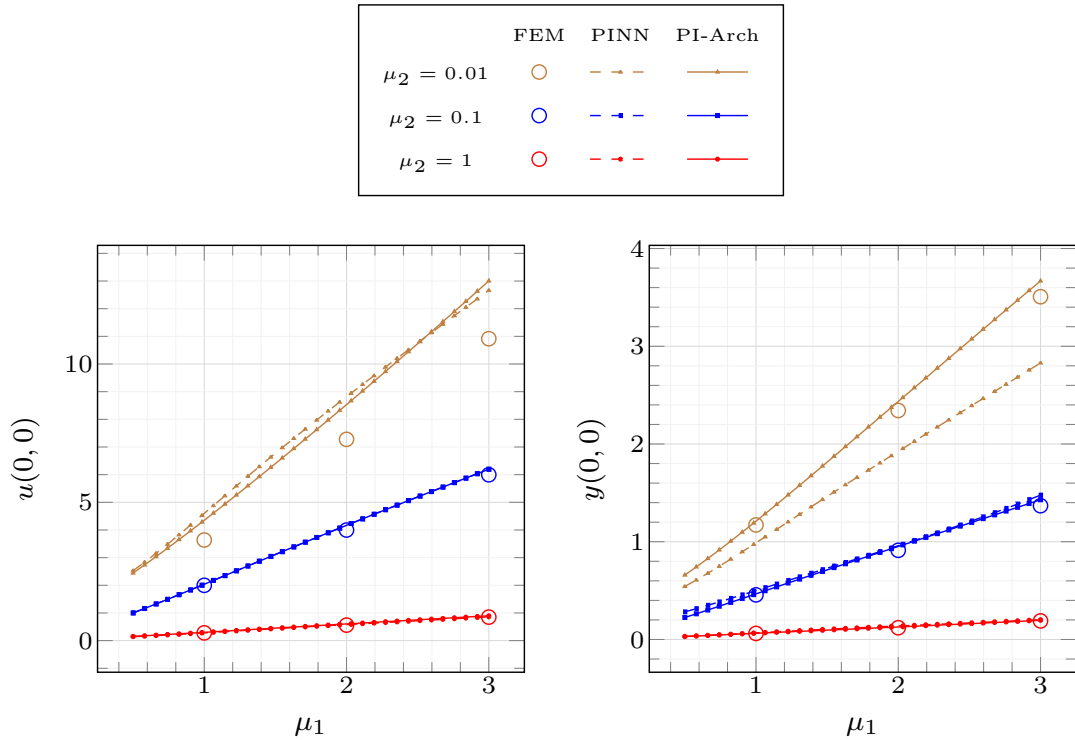 FEM PINN PI-Arch
μ₂ = 0.01
μ₂ = 0.1
μ₂ = 1
u(0, 0)
10
5
0
1 2 3
μ₁
y(0, 0)
4
3
2
1
0
1 2 3
μ₁